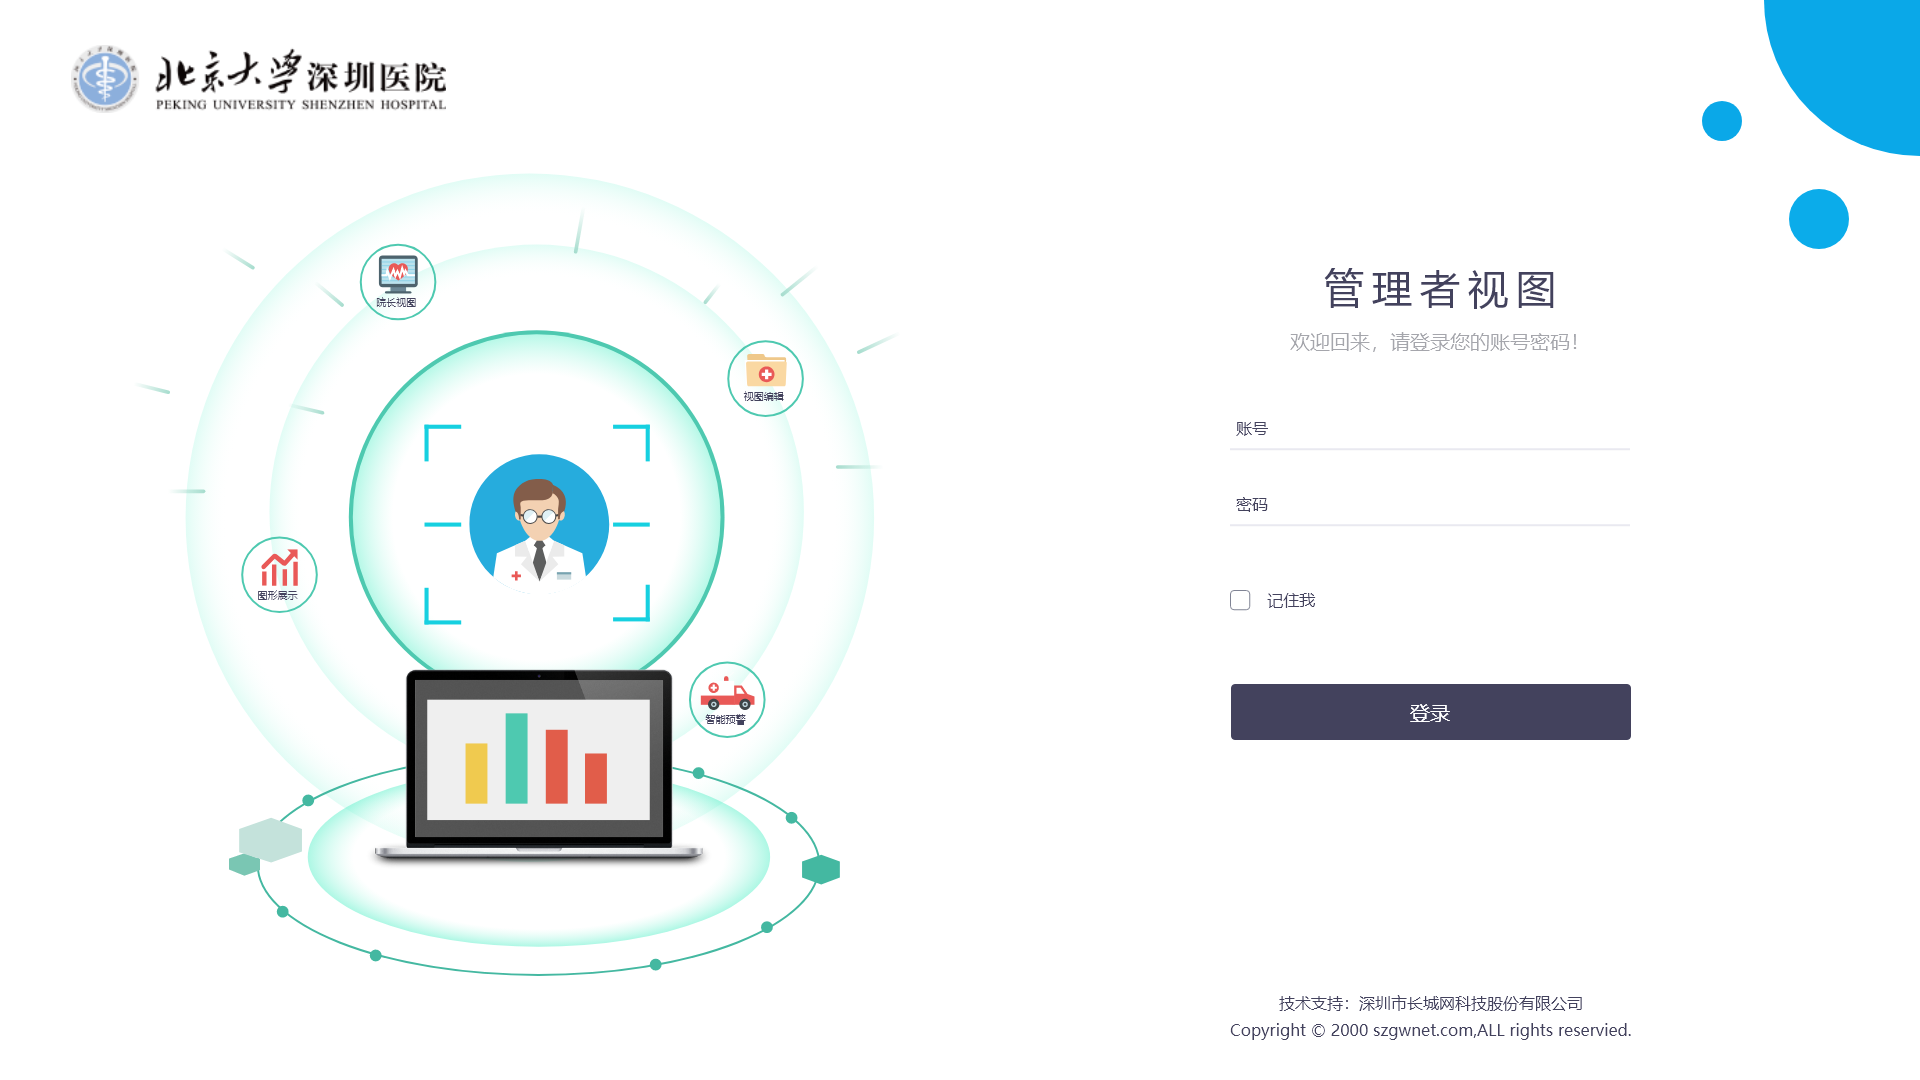 北京大学深圳医院
PEKING UNIVERSITY SHENZHEN HOSPITAL
院长视图
视图编辑
图形展示
智能预警
管理者视图
欢迎回来，请登录您的账号密码！
账号
密码
记住我
登录
技术支持：深圳市长城网科技股份有限公司
Copyright © 2000 szgwnet.com,ALL rights reservied.